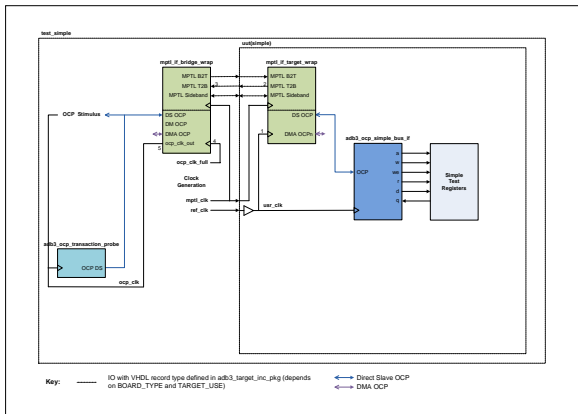 test_simple
uut(simple)
mptl_if_bridge_wrap
mptl_if_target_wrap
MPTL B2T
MPTL T2B
MPTL Sideband
DS OCP
DM OCP
DMA OCP
ocp_clk_out
3
4
5
MPTL B2T
MPTL T2B
MPTL Sideband
DS OCP
DMA OCPn
2
1
OCP Stimulus
ocp_clk_full
Clock
Generation
mptl_clk
ref_clk
usr_clk
adb3_ocp_simple_bus_if
OCP
a
w
wa
r
d
q
Simple
Test
Registers
adb3_ocp_transaction_probe
OCP DS
ocp_clk
Key:
IO with VHDL record type defined in adb3_target_inc_pkg (depends
on BOARD_TYPE and TARGET_USE)
Direct Slave OCP
DMA OCP